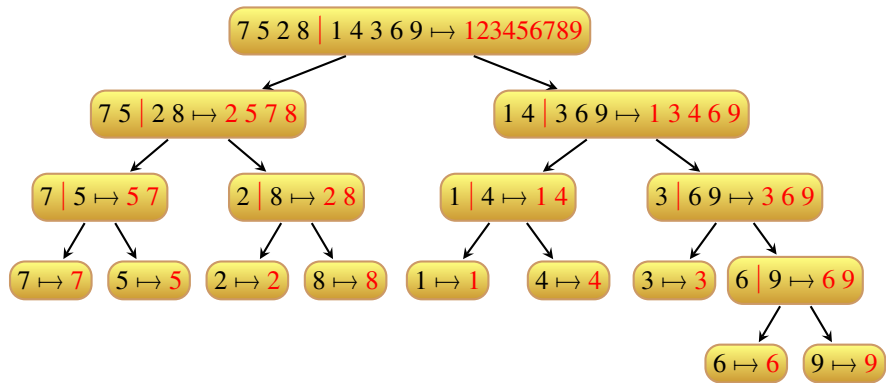 7 5 2 8 | 1 4 3 6 9 ↦ 123456789
7 5 | 2 8 ↦ 2 5 7 8
1 4 | 3 6 9 ↦ 1 3 4 6 9
7 | 5 ↦ 5 7
2 | 8 ↦ 2 8
1 | 4 ↦ 1 4
3 | 6 9 ↦ 3 6 9
7 ↦ 7
5 ↦ 5
2 ↦ 2
8 ↦ 8
1 ↦ 1
4 ↦ 4
3 ↦ 3
6 | 9 ↦ 6 9
6 ↦ 6
9 ↦ 9